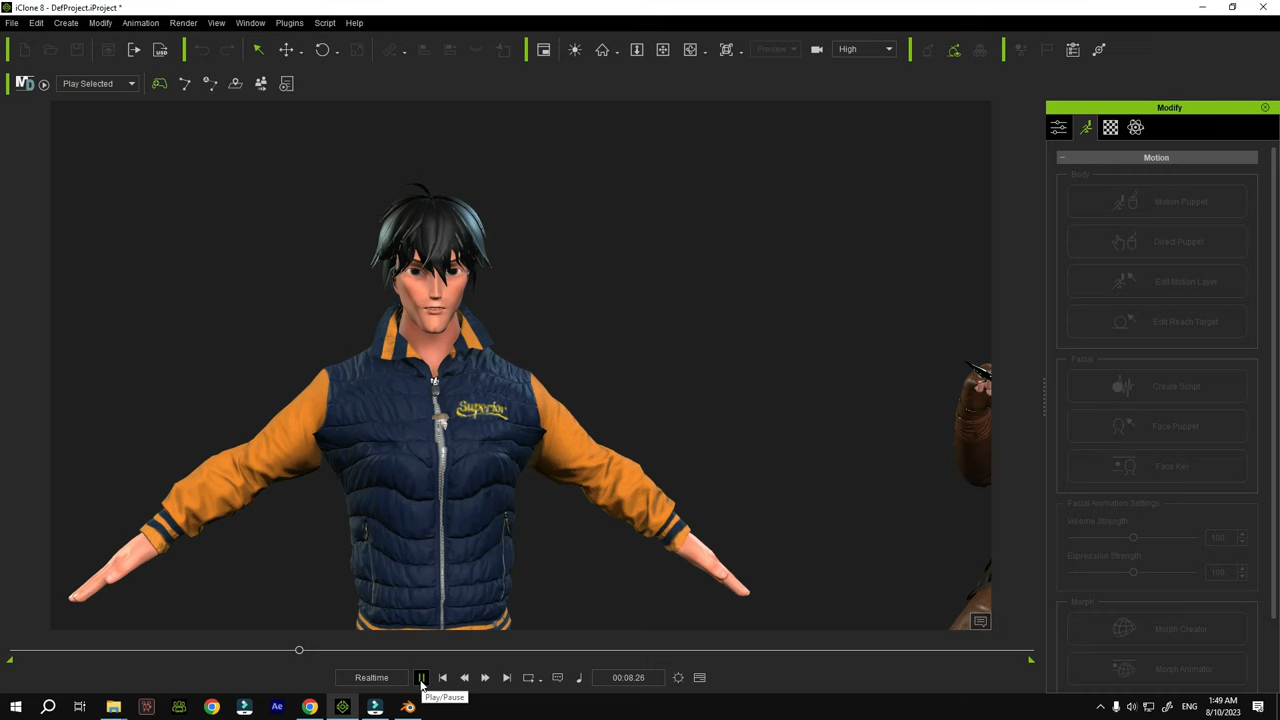 iClone 8 - DefProject.iProject *
File Edit Create Modify Animation Render View Window Plugins Script Help
Preview High
Play Selected
Modify
Motion
Body
Motion Puppet
Direct Puppet
Edit Motion Layer
Edit Reach Target
Facial
Create Script
Face Puppet
Face Key
Facial Animation Settings
Viseme Strength
100
Expression Strength
100
Morph
Morph Creator
Morph Animator
Superior
Realtime 00:08.26
Play/Pause
1:49 AM
8/10/2023